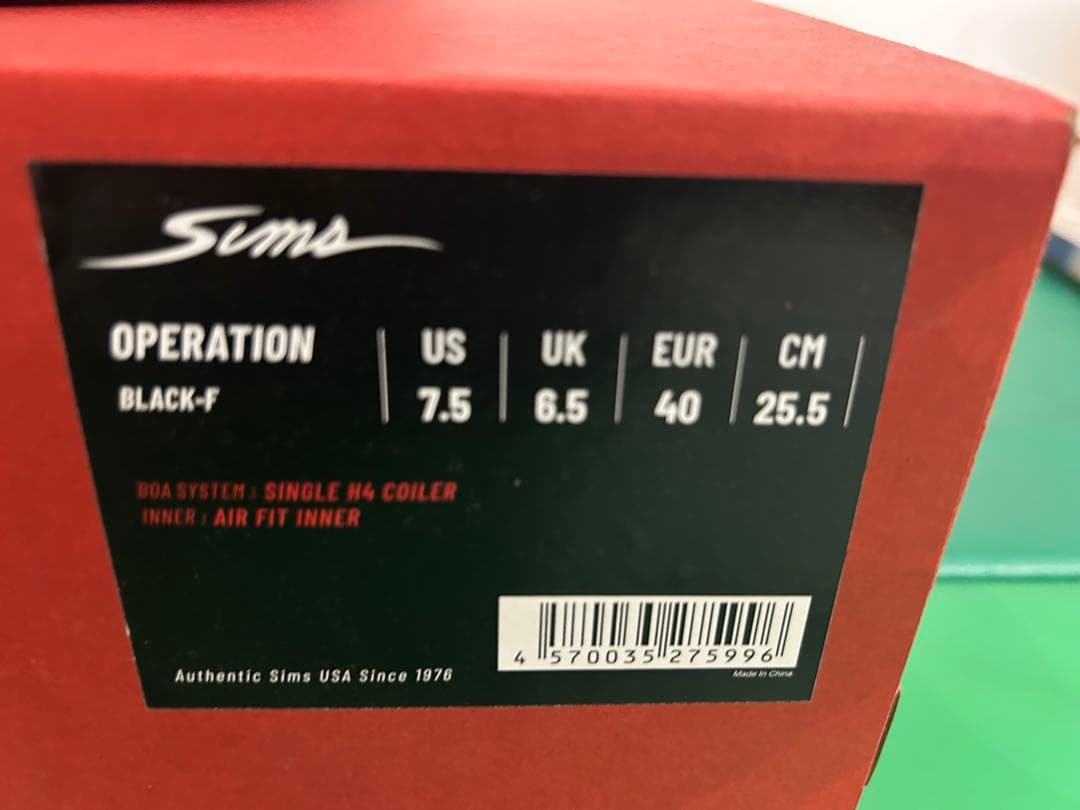 Sims
OPERATION
BLACK-F
US UK EUR CM
7.5 6.5 40 25.5
BOA SYSTEM : SINGLE H4 COILER
INNER : AIR FIT INNER
4 570035 275996
Made In China
Authentic Sims USA Since 1976